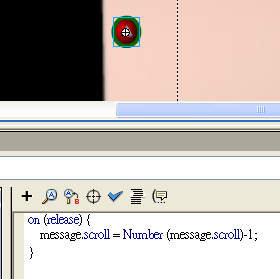 on (release) {
message.scroll = Number (message.scroll)-1;
}